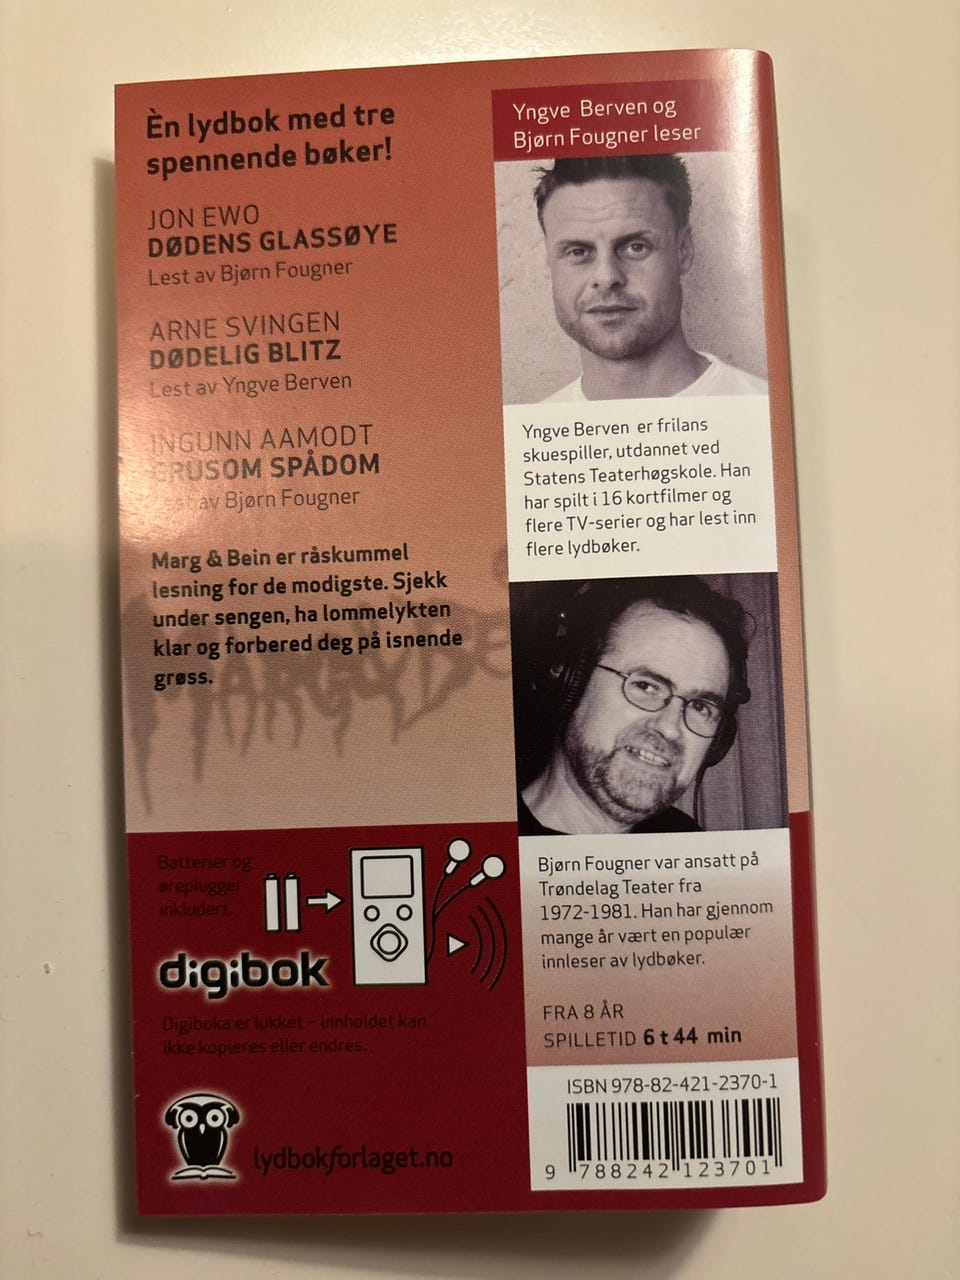 Èn lydbok med tre
spennende bøker!
JON EWO
DØDENS GLASSØYE
Lest av Bjørn Fougner
ARNE SVINGEN
DØDELIG BLITZ
Lest av Yngve Berven
INGUNN AAMODT
GRUSOM SPÅDOM
Lest av Bjørn Fougner
Marg & Bein er råskummel
lesning for de modigste. Sjekk
under sengen, ha lommelykten
klar og forbered deg på isnende
grøss.
Batterier og
øreplugger
inkludert.
digibok
Digiboka er lukket – innholdet kan
ikke kopieres eller endres.
lydbokforlaget.no
Yngve Berven og
Bjørn Fougner leser
Yngve Berven er frilans
skuespiller, utdannet ved
Statens Teaterhøgskole. Han
har spilt i 16 kortfilmer og
flere TV-serier og har lest inn
flere lydbøker.
Bjørn Fougner var ansatt på
Trøndelag Teater fra
1972-1981. Han har gjennom
mange år vært en populær
innleser av lydbøker.
FRA 8 ÅR
SPILLETID 6 t 44 min
ISBN 978-82-421-2370-1
9 788242 123701